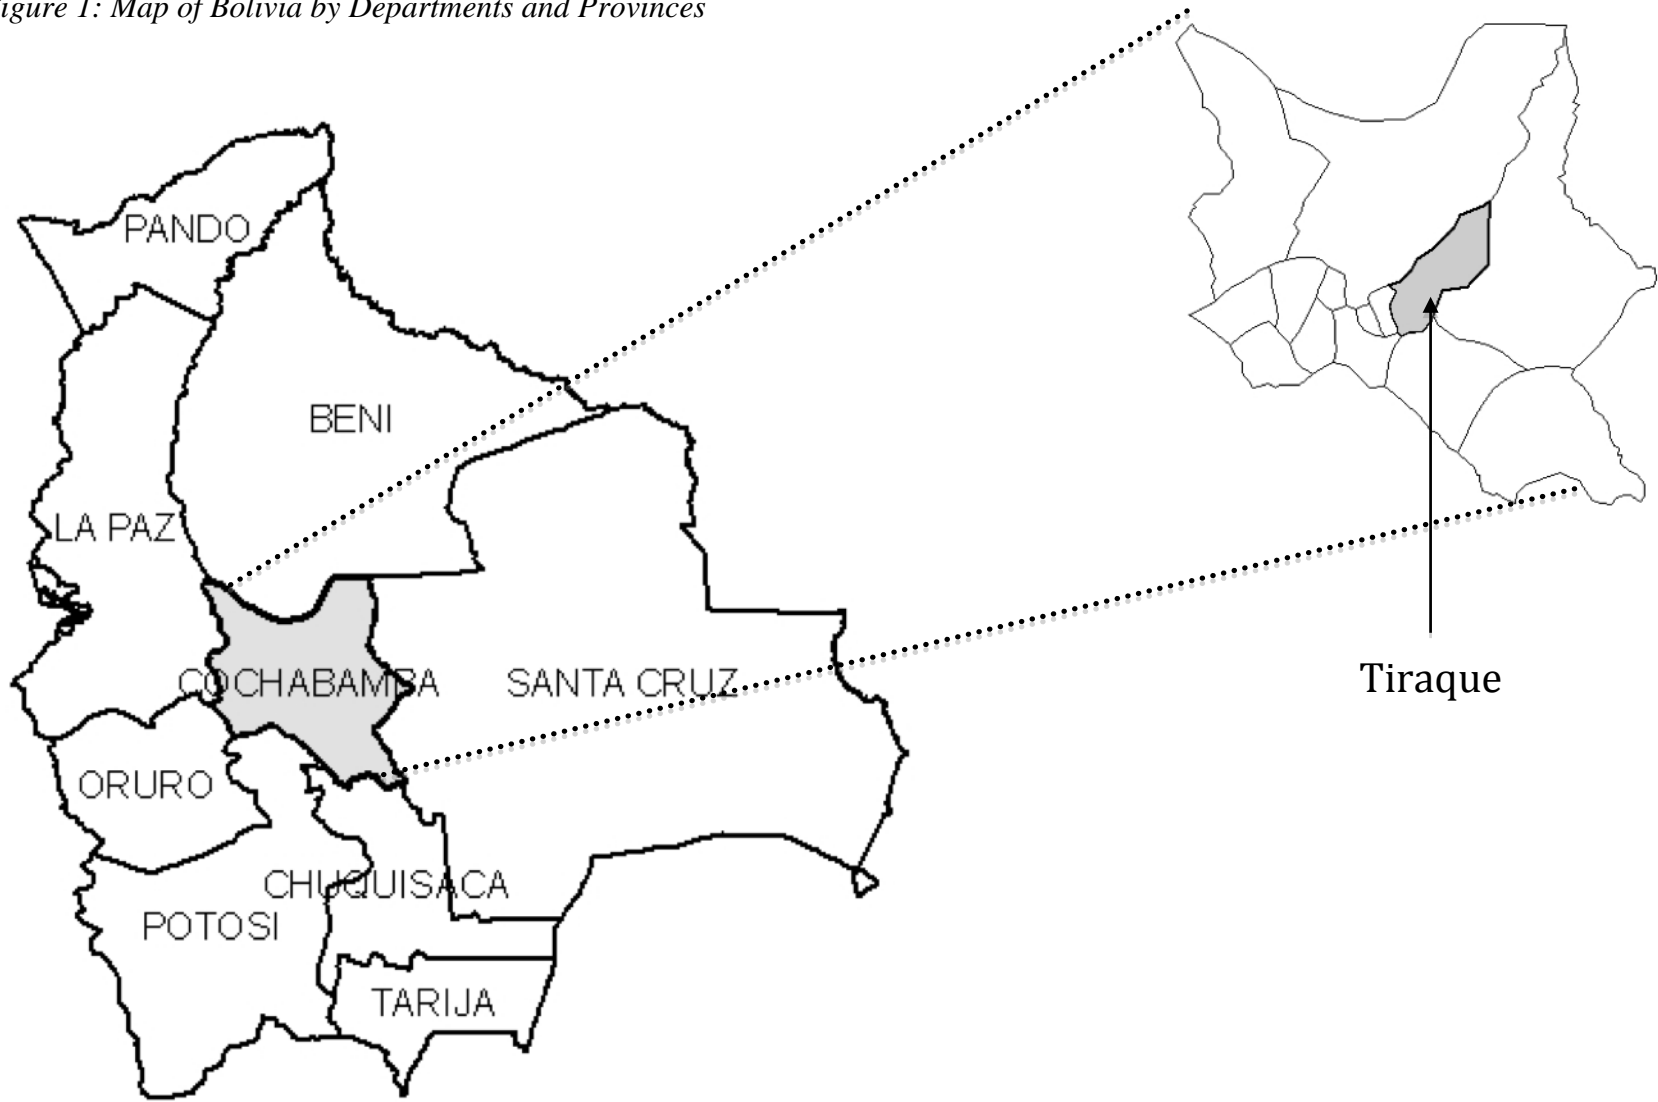 igure 1: Map of Bolivia by Departments and Provinces
PANDO
BENI
LA PAZ
COCHABAMBA
SANTA CRUZ
Tiraque
ORURO
CHUQUISACA
POTOSI
TARIJA